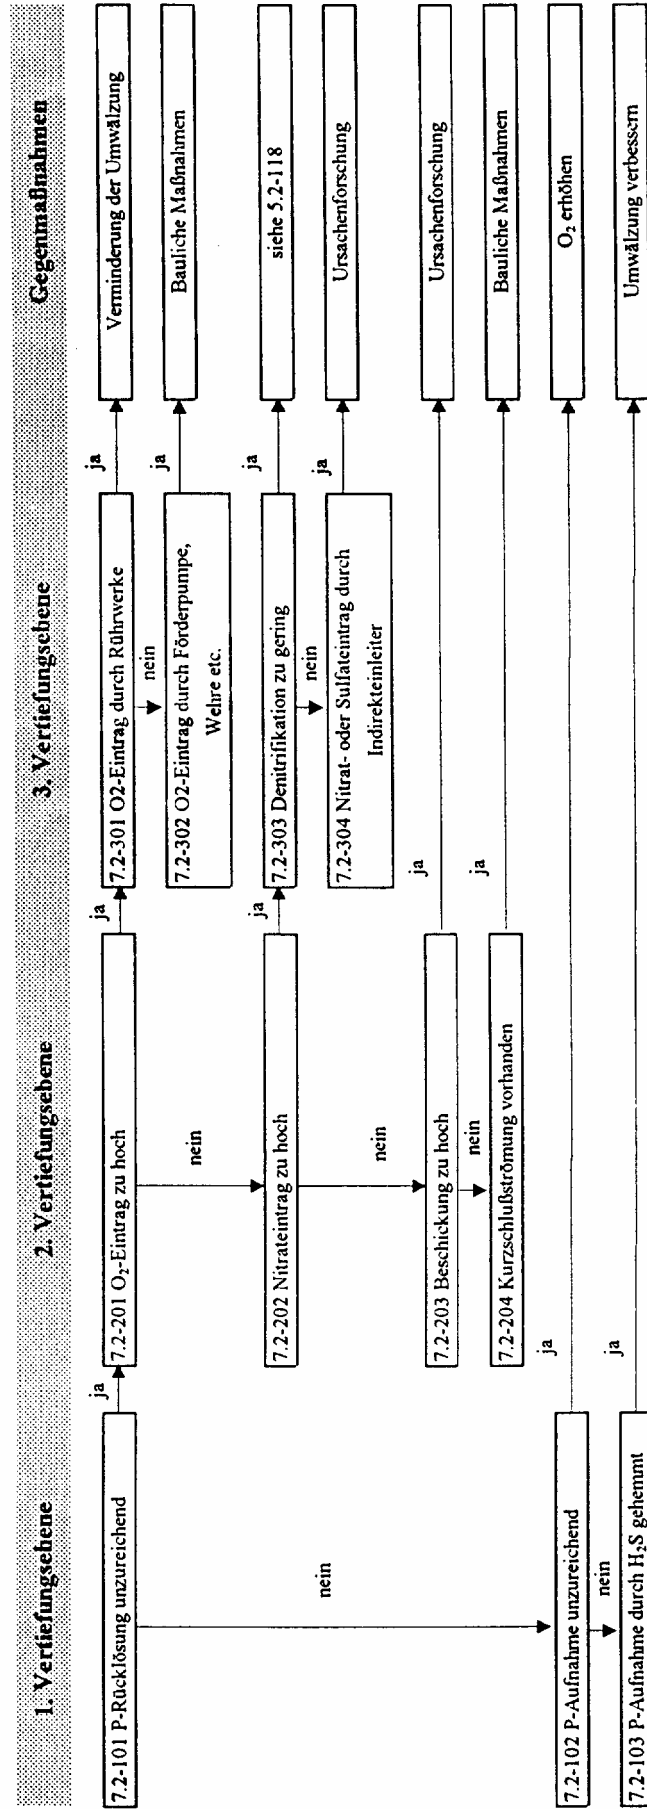 1. Vertiefungsebene
2. Vertiefungsebene
3. Vertiefungsebene
Gegenmaßnahmen
7.2-101 P-Rücklösung unzureichend
ja
7.2-201 O₂-Eintrag zu hoch
ja
7.2-301 O2-Eintrag durch Rührwerke
ja
Verminderung der Umwälzung
nein
7.2-302 O2-Eintrag durch Förderpumpe,
Wehre etc.
ja
Bauliche Maßnahmen
nein
7.2-202 Nitrateintrag zu hoch
ja
7.2-303 Denitrifikation zu gering
ja
siehe 5.2-118
nein
7.2-304 Nitrat- oder Sulfateintrag durch
Indirekteinleiter
ja
Ursachenforschung
nein
7.2-203 Beschickung zu hoch
ja
Ursachenforschung
nein
7.2-204 Kurzschlußströmung vorhanden
ja
Bauliche Maßnahmen
nein
7.2-102 P-Aufnahme unzureichend
ja
O₂ erhöhen
nein
7.2-103 P-Aufnahme durch H₂S gehemmt
ja
Umwälzung verbessern